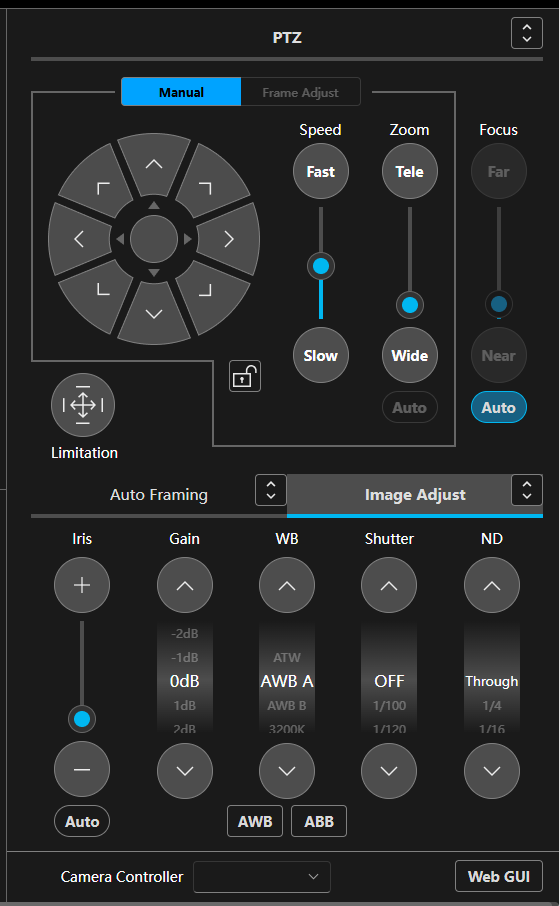 PTZ
Manual Frame Adjust
Speed Zoom Focus
Fast Tele Far
Slow Wide Near
Auto Auto
Limitation
Auto Framing Image Adjust
Iris Gain WB Shutter ND
-2dB
-1dB ATW
0dB AWB A OFF Through
1dB AWB B 1/100 1/4
2dB 3200K 1/120 1/16
Auto AWB ABB
Camera Controller Web GUI